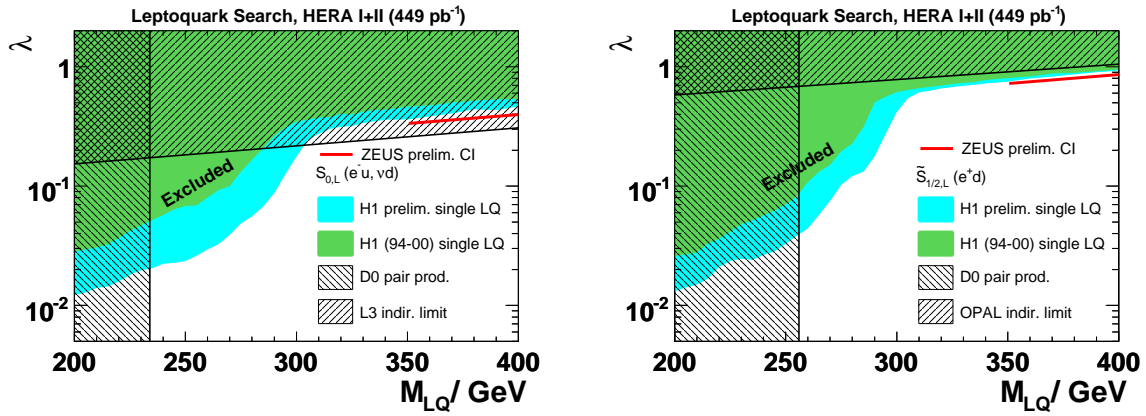 Leptoquark Search, HERA I+II (449 pb-1)
λ
1
10-1
10-2
Excluded
ZEUS prelim. CI
S0,L (e-u, νd)
H1 prelim. single LQ
H1 (94-00) single LQ
D0 pair prod.
L3 indir. limit
200 250 300 350 400
MLQ/ GeV
Leptoquark Search, HERA I+II (449 pb-1)
λ
1
10-1
10-2
Excluded
ZEUS prelim. CI
S̃1/2,L (e+d)
H1 prelim. single LQ
H1 (94-00) single LQ
D0 pair prod.
OPAL indir. limit
200 250 300 350 400
MLQ/ GeV